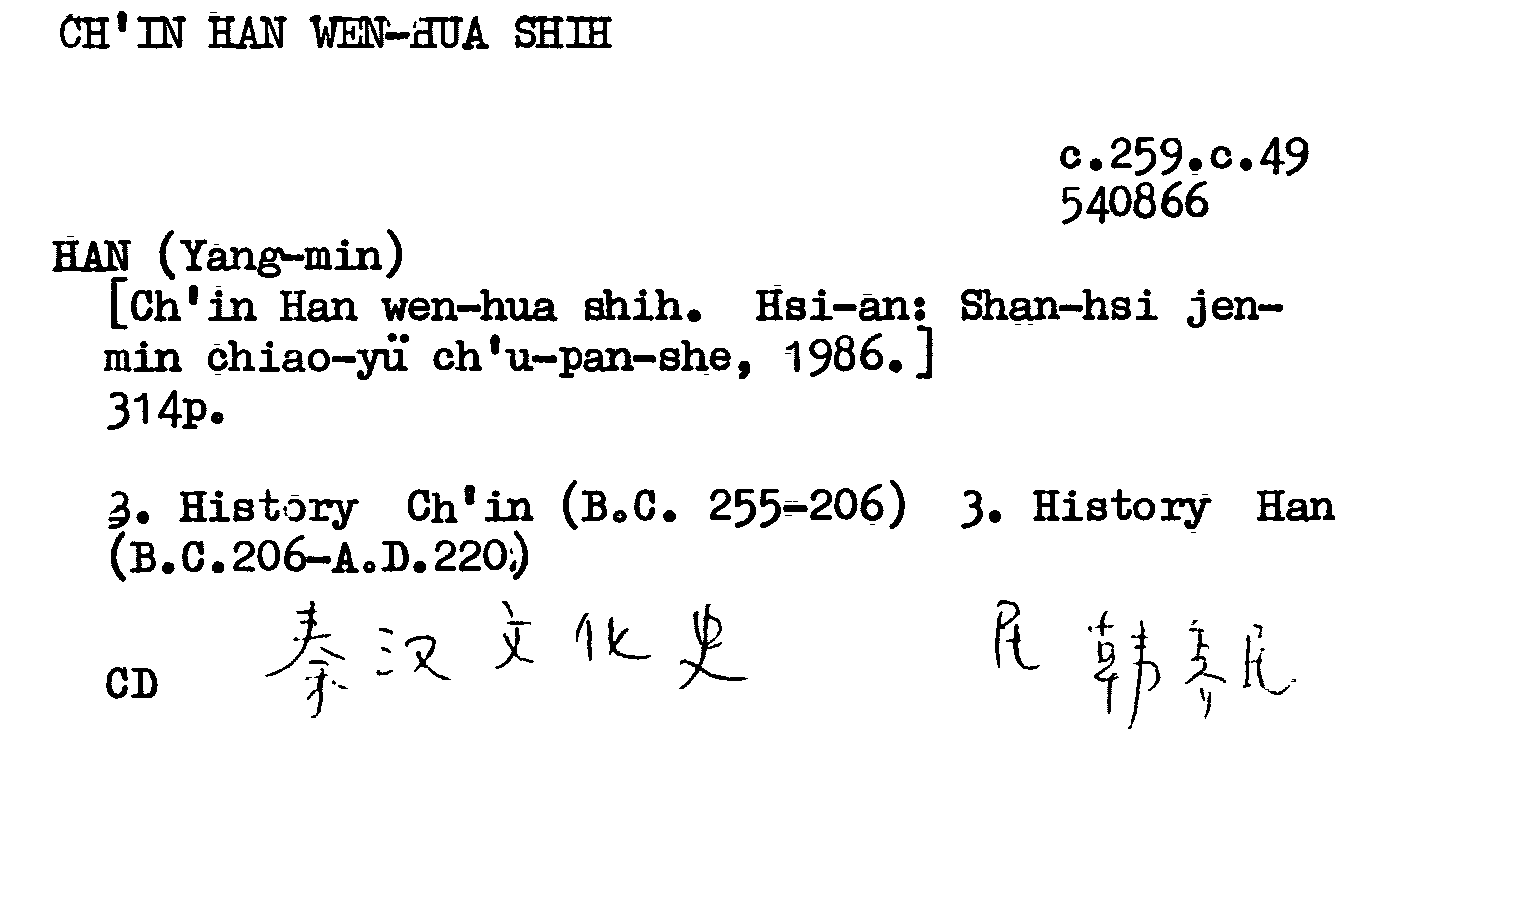 CH'IN HAN WEN-HUA SHIH
c.259.c.49
540866
HAN (Yang-min)
[Ch'in Han wen-hua shih. Hsi-an: Shan-hsi jen-
min chiao-yü ch'u-pan-she, 1986.]
314p.
3. History Ch'in (B.C. 255-206) 3. History Han
(B.C.206-A.D.220)
CD 秦汉文化史 民 韩养民